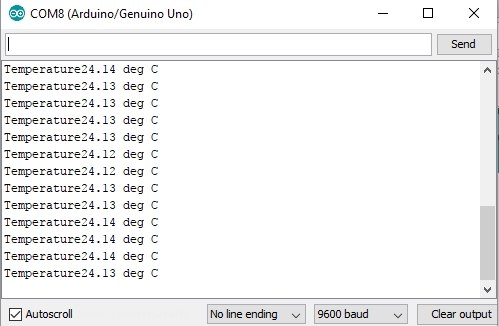 COM8 (Arduino/Genuino Uno)
Send
Temperature24.14 deg C
Temperature24.13 deg C
Temperature24.13 deg C
Temperature24.13 deg C
Temperature24.13 deg C
Temperature24.12 deg C
Temperature24.12 deg C
Temperature24.13 deg C
Temperature24.13 deg C
Temperature24.14 deg C
Temperature24.14 deg C
Temperature24.14 deg C
Temperature24.13 deg C
Autoscroll
No line ending
9600 baud
Clear output